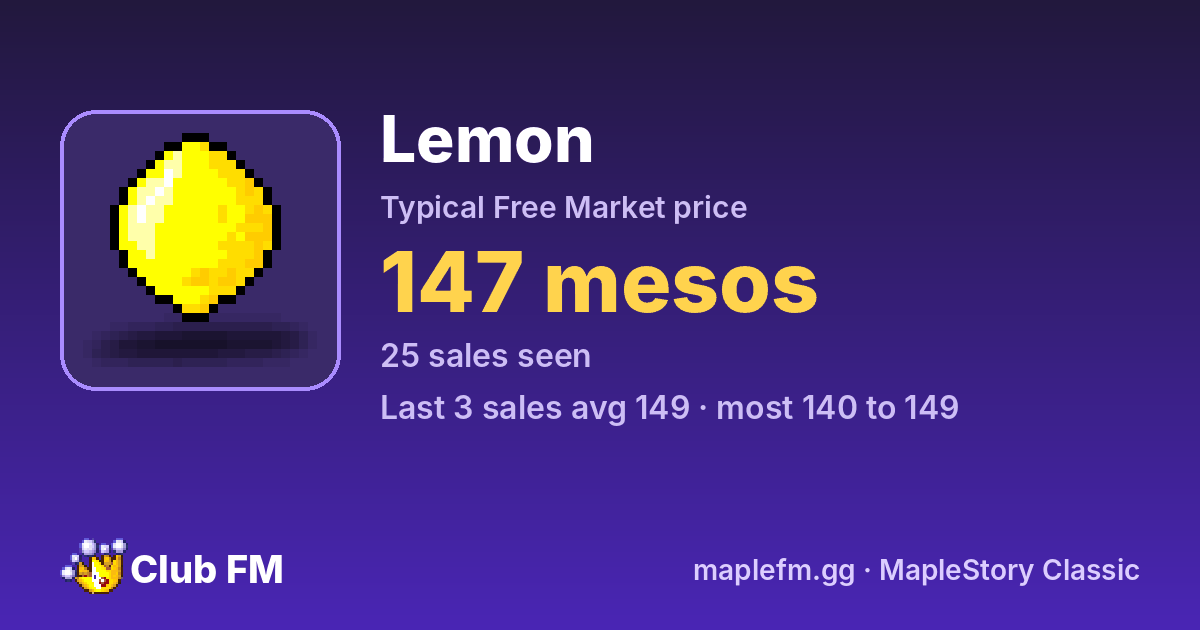 Lemon
Typical Free Market price
147 mesos
25 sales seen
Last 3 sales avg 149 · most 140 to 149
Club FM
maplefm.gg · MapleStory Classic